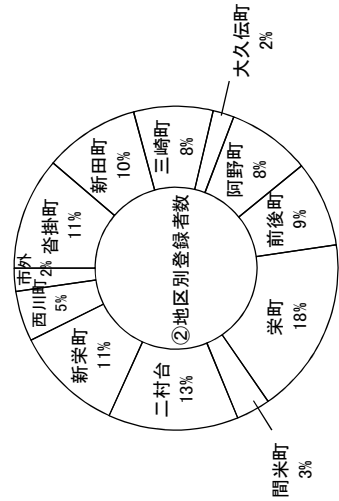 ②地区別登録者数
沓掛町
11%
新田町
10%
三崎町
8%
大久伝町
2%
阿野町
8%
前後町
9%
栄町
18%
間米町
3%
二村台
13%
新栄町
11%
西川町
5%
市外
2%